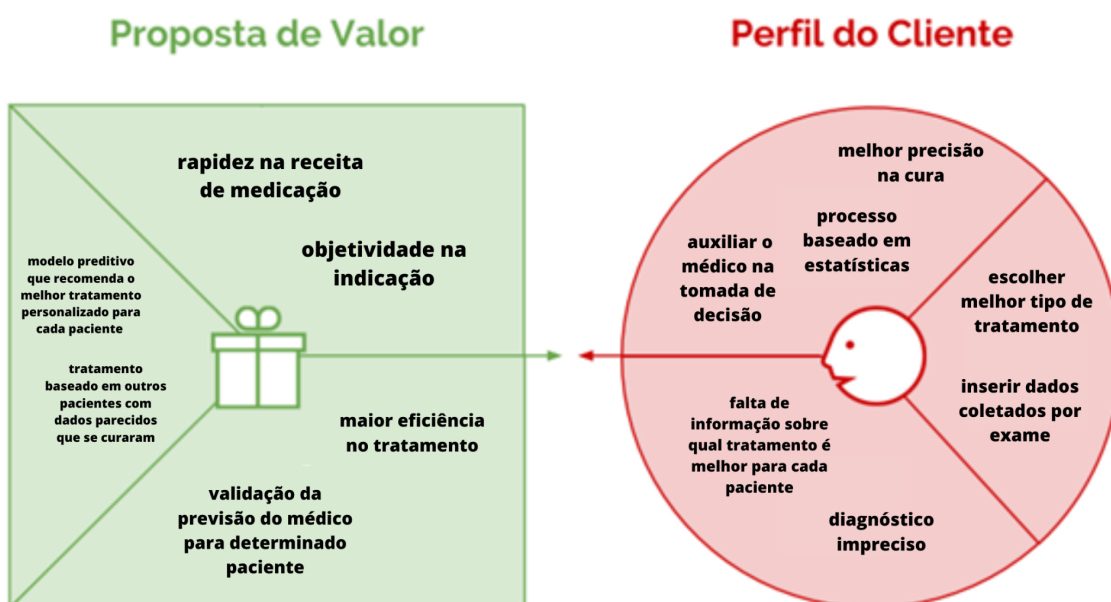 Proposta de Valor
rapidez na receita
de medicação
objetividade na
indicação
modelo preditivo
que recomenda o
melhor tratamento
personalizado para
cada paciente
tratamento
baseado em outros
pacientes com
dados parecidos
que se curaram
maior eficiência
no tratamento
validação da
previsão do médico
para determinado
paciente
Perfil do Cliente
melhor precisão
na cura
processo
baseado em
estatísticas
auxiliar o
médico na
tomada de
decisão
escolher
melhor tipo de
tratamento
inserir dados
coletados por
exame
falta de
informação sobre
qual tratamento é
melhor para cada
paciente
diagnóstico
impreciso